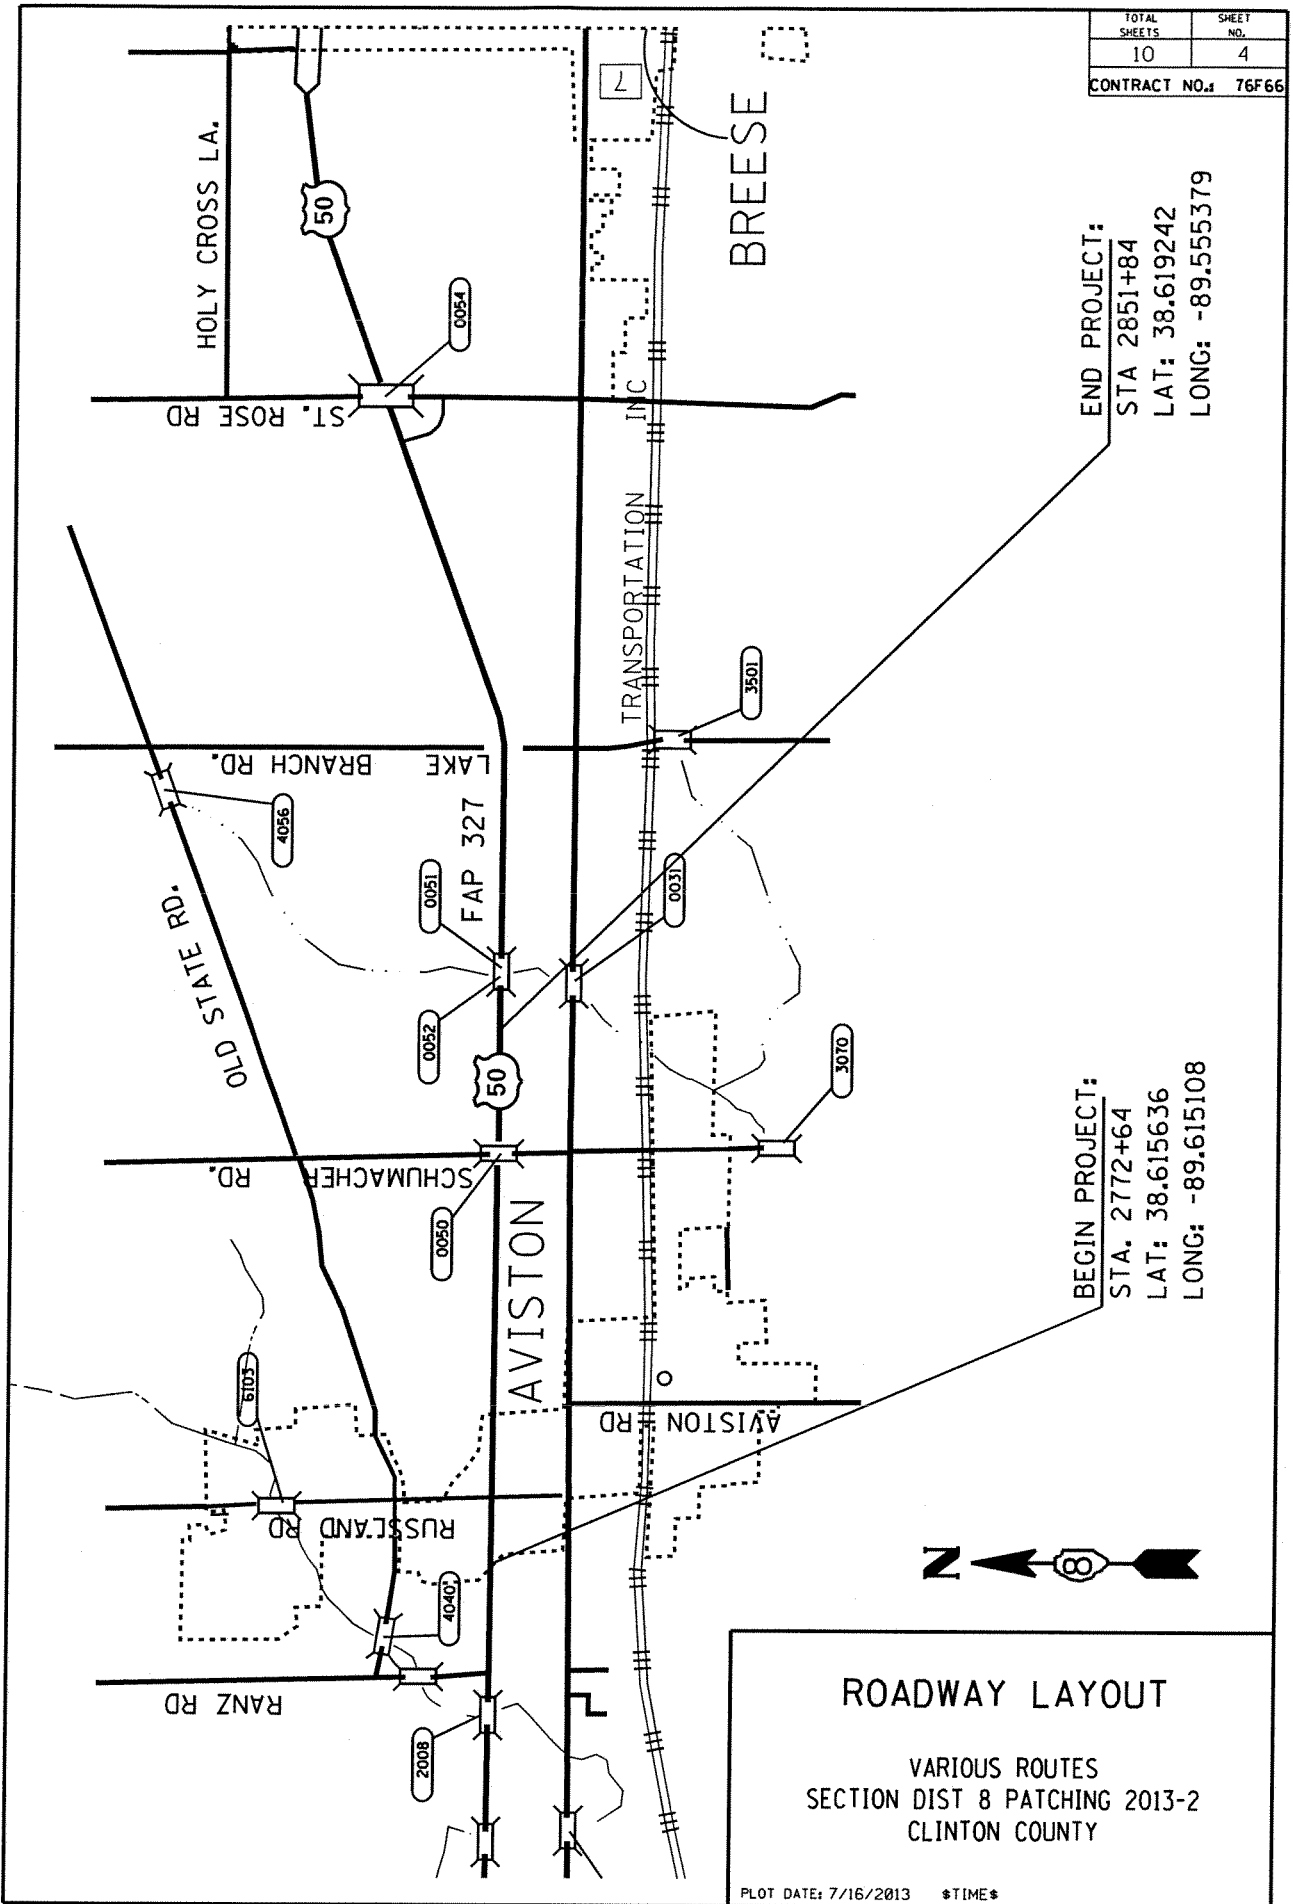 TOTAL SHEETS
SHEET NO.
10
4
CONTRACT NO.: 76F66
HOLY CROSS LA.
50
7
BREESE
0054
ST. ROSE RD
INC
TRANSPORTATION
END PROJECT:
STA 2851+84
LAT: 38.619242
LONG: -89.555379
3501
LAKE BRANCH RD.
4056
OLD STATE RD.
FAP 327
0051
0031
0052
50
3070
SCHUMACHER RD.
0050
AVISTON
BEGIN PROJECT:
STA. 2772+64
LAT: 38.615636
LONG: -89.615108
6103
AVISTON RD
RUSSLAND RD
4040
RANZ RD
2008
N
8
ROADWAY LAYOUT
VARIOUS ROUTES
SECTION DIST 8 PATCHING 2013-2
CLINTON COUNTY
PLOT DATE: 7/16/2013 $TIME$